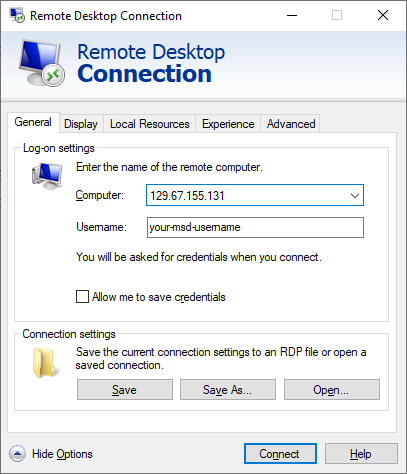 Remote Desktop Connection
Remote Desktop
Connection
General
Display
Local Resources
Experience
Advanced
Log-on settings
Enter the name of the remote computer.
Computer:
129.67.155.131
Username:
your-msd-username
You will be asked for credentials when you connect.
Allow me to save credentials
Connection settings
Save the current connection settings to an RDP file or open a
saved connection.
Save
Save As...
Open...
Hide Options
Connect
Help